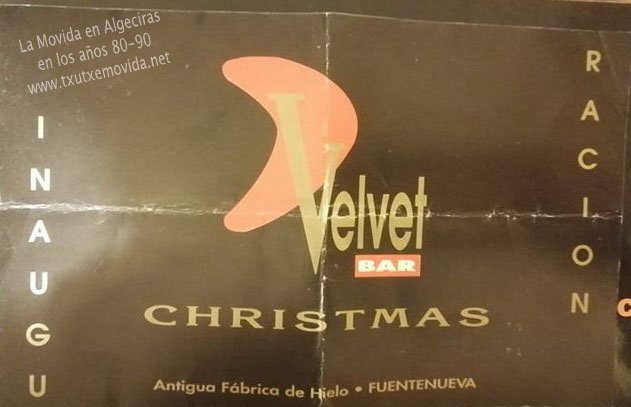 La Movida en Algeciras
en los años 80-90
www.txutxemovida.net
INAUGU
RACION
Velvet
BAR
CHRISTMAS
Antigua Fábrica de Hielo • FUENTENUEVA
C